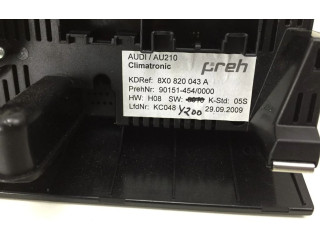 AUDI / AU210
Climatronic
preh
KDRef: 8X0 820 043 A
PrehNr: 90151-454/0000
HW: H08 SW: K-Std: 05S
LfdNr: KC048 Y200 29.09.2009